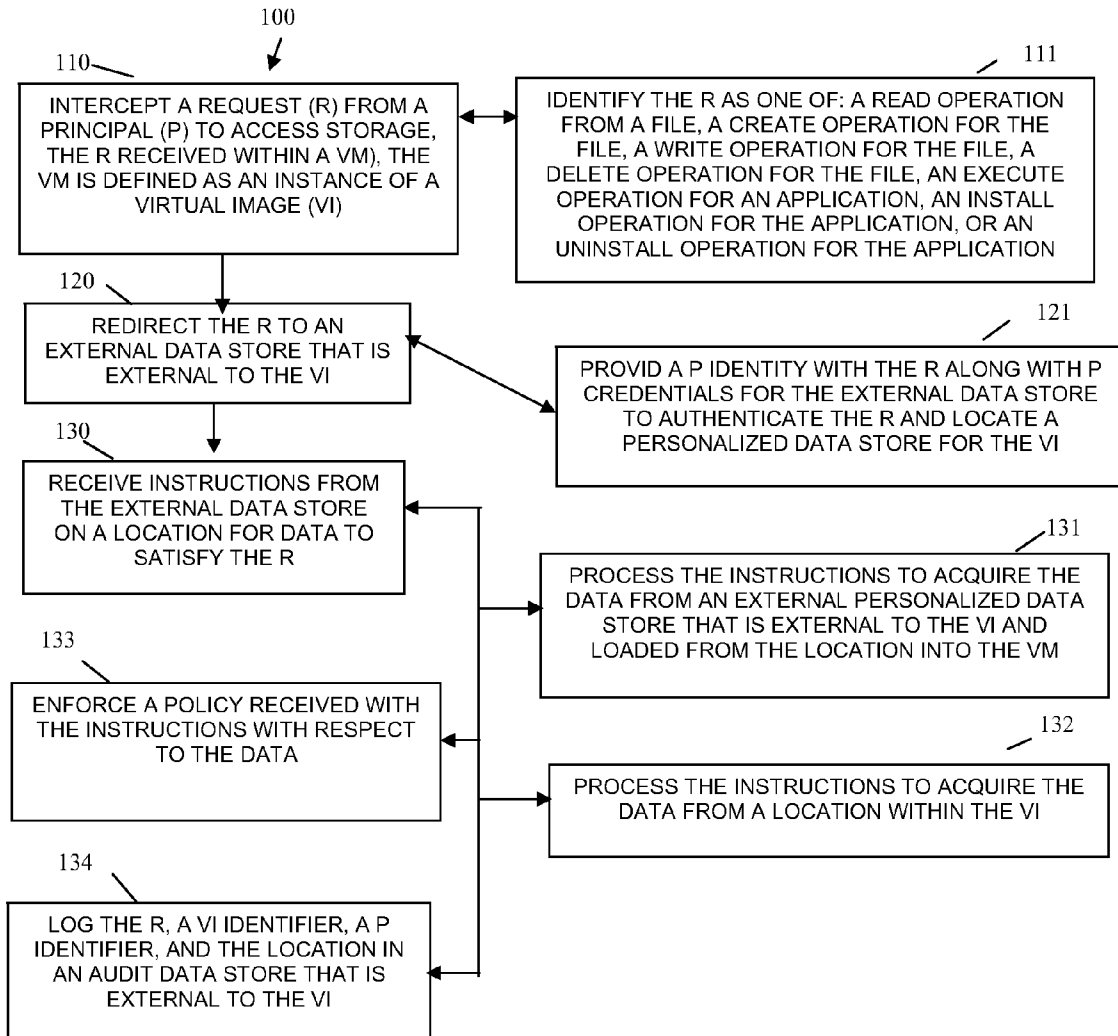 100
110
INTERCEPT A REQUEST (R) FROM A
PRINCIPAL (P) TO ACCESS STORAGE,
THE R RECEIVED WITHIN A VM), THE
VM IS DEFINED AS AN INSTANCE OF A
VIRTUAL IMAGE (VI)
111
IDENTIFY THE R AS ONE OF: A READ OPERATION
FROM A FILE, A CREATE OPERATION FOR THE
FILE, A WRITE OPERATION FOR THE FILE, A
DELETE OPERATION FOR THE FILE, AN EXECUTE
OPERATION FOR AN APPLICATION, AN INSTALL
OPERATION FOR THE APPLICATION, OR AN
UNINSTALL OPERATION FOR THE APPLICATION
120
REDIRECT THE R TO AN
EXTERNAL DATA STORE THAT IS
EXTERNAL TO THE VI
121
PROVID A P IDENTITY WITH THE R ALONG WITH P
CREDENTIALS FOR THE EXTERNAL DATA STORE
TO AUTHENTICATE THE R AND LOCATE A
PERSONALIZED DATA STORE FOR THE VI
130
RECEIVE INSTRUCTIONS FROM
THE EXTERNAL DATA STORE
ON A LOCATION FOR DATA TO
SATISFY THE R
131
PROCESS THE INSTRUCTIONS TO ACQUIRE THE
DATA FROM AN EXTERNAL PERSONALIZED DATA
STORE THAT IS EXTERNAL TO THE VI AND
LOADED FROM THE LOCATION INTO THE VM
133
ENFORCE A POLICY RECEIVED WITH
THE INSTRUCTIONS WITH RESPECT
TO THE DATA
132
PROCESS THE INSTRUCTIONS TO ACQUIRE THE
DATA FROM A LOCATION WITHIN THE VI
134
LOG THE R, A VI IDENTIFIER, A P
IDENTIFIER, AND THE LOCATION IN
AN AUDIT DATA STORE THAT IS
EXTERNAL TO THE VI